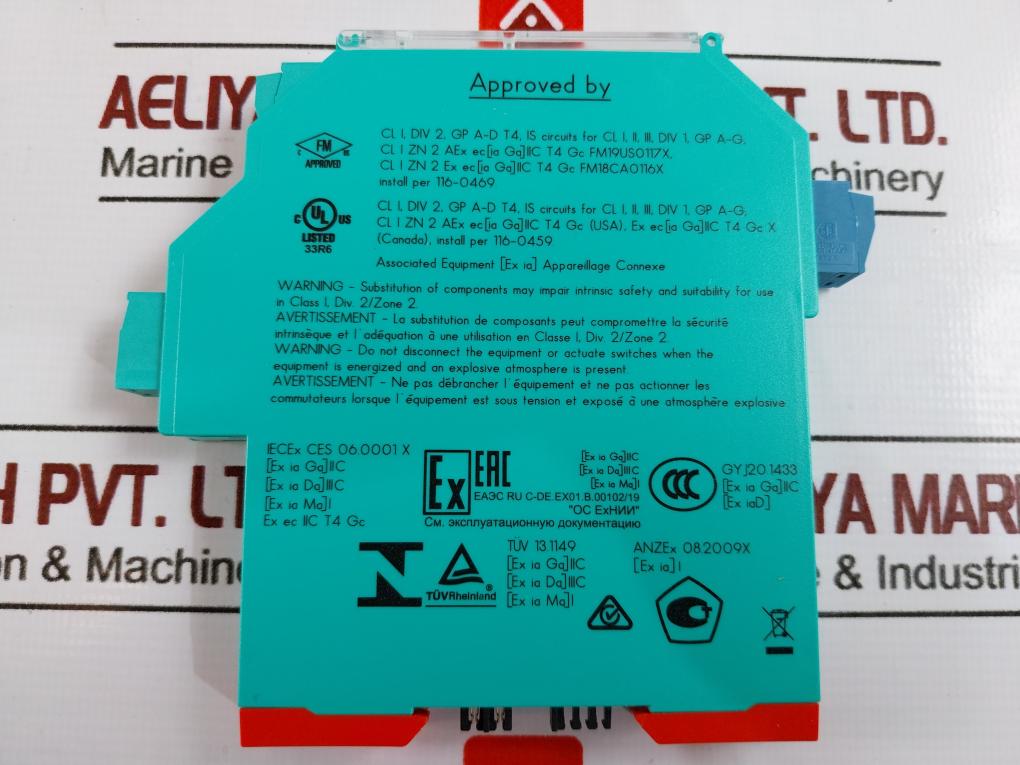 Approved by
AELIYA
VT. LTD.
Marine
chinery
FM
C US
APPROVED
CL I, DIV 2, GP A-D T4, IS circuits for CL I, II, III, DIV 1, GP A-G,
CL I ZN 2 AEx ec[ia Ga]IIC T4 Gc FM19US0117X,
CL I ZN 2 Ex ec[ia Ga]IIC T4 Gc FM18CA0116X
install per 116-0469
C UL US
LISTED
33R6
CL I, DIV 2, GP A-D T4, IS circuits for CL I, II, III, DIV 1, GP A-G,
CL I ZN 2 AEx ec[ia Ga]IIC T4 Gc (USA), Ex ec[ia Ga]IIC T4 Gc X
(Canada), install per 116-0459
Associated Equipment [Ex ia] Appareillage Connexe
WARNING - Substitution of components may impair intrinsic safety and suitability for use
in Class I, Div. 2/Zone 2.
AVERTISSEMENT - La substitution de composants peut compromettre la sécurité
intrinsèque et l'adéquation à une utilisation en Classe I, Div. 2/Zone 2.
WARNING - Do not disconnect the equipment or actuate switches when the
equipment is energized and an explosive atmosphere is present.
AVERTISSEMENT - Ne pas débrancher l'équipement et ne pas actionner les
commutateurs lorsque l'équipement est sous tension et exposé à une atmosphère explosive
IECEx CES 06.0001 X
[Ex ia Ga]IIC
[Ex ia Da]IIIC
[Ex ia Ma]I
Ex ec IIC T4 Gc
Ex EAC
[Ex ia Ga]IIC
[Ex ia Da]IIIC
[Ex ia Ma]I
ЕАЭС RU C-DE.EX01.B.00102/19
"ОС ЕхНИИ"
См. эксплуатационную документацию
CCC
GYJ20.1433
[Ex ia Ga]IIC
[Ex iaD]
TÜVRheinland®
TÜV 13.1149
[Ex ia Ga]IIC
[Ex ia Da]IIIC
[Ex ia Ma]I
ANZEx 08.2009X
[Ex ia] I
H PVT. LT
YA MARI
on & Machin
e & Industri